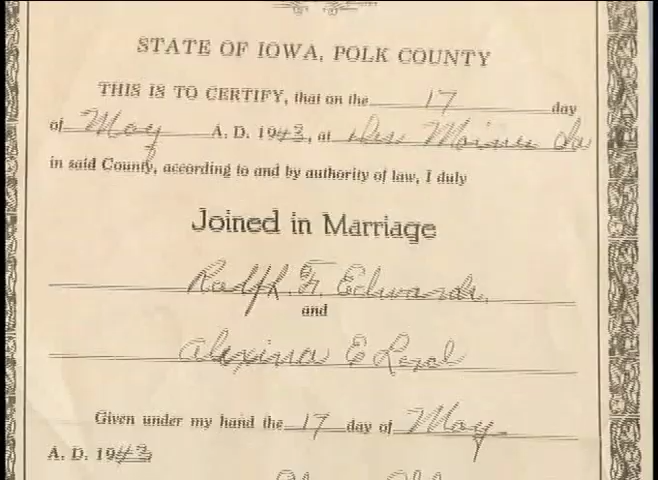 STATE OF IOWA, POLK COUNTY
THIS IS TO CERTIFY, that on the 17 day
of May A. D. 1943, at Des Moines Ia
in said County, according to and by authority of law, I duly
Joined in Marriage
Ralph F. Edwards
and
Alexina E
Given under my hand the 17 day of May
A. D. 1943